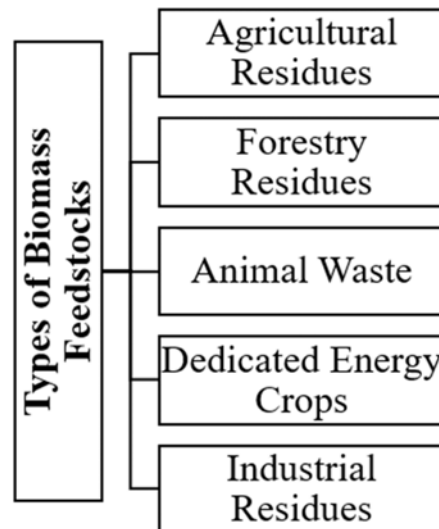 Types of Biomass
Feedstocks
Agricultural
Residues
Forestry
Residues
Animal Waste
Dedicated Energy
Crops
Industrial
Residues